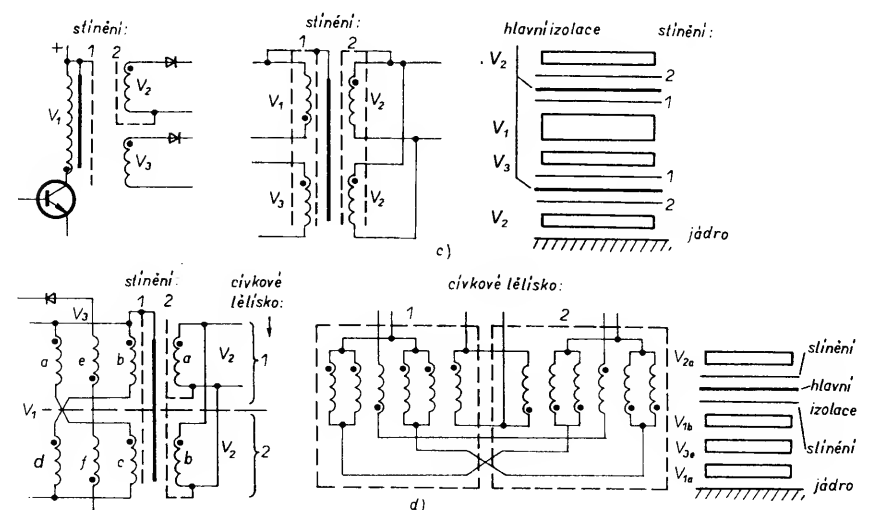 stínění:
+ 1 2
V₁ V₂
V₃
stínění:
1 2
V₁ V₂
V₃ V₂
hlavní izolace stínění:
V₂
2
1
V₁
V₃
1
2
V₂
jádro
c)
stínění:
1 2
cívkové tělísko:
V₃
a e b a V₂ 1
V₁
d f c b V₂ 2
cívkové tělísko:
1 2
d)
V₂ₐ
stínění
hlavní
izolace
V₁b
stínění
V₃e
V₁ₐ
jádro